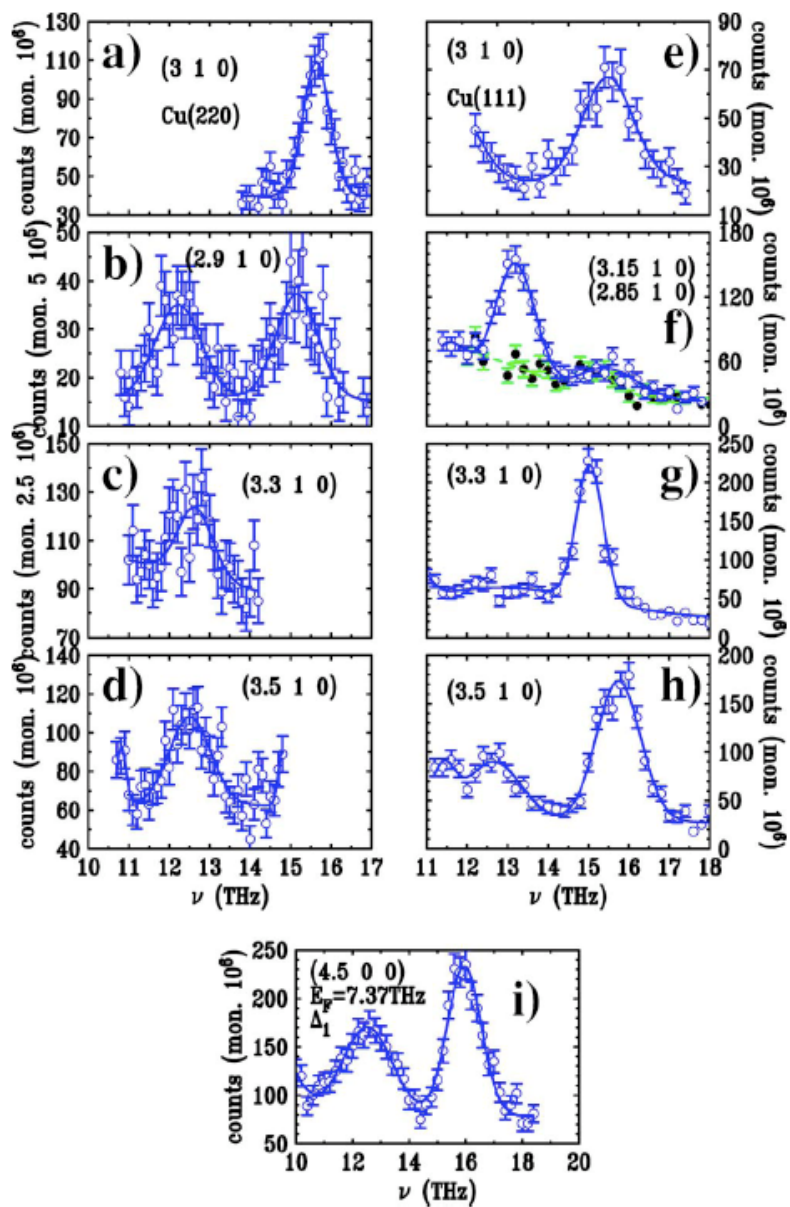 a)
(3 1 0)
Cu(220)
counts (mon. 10⁶)
130
110
90
70
50
30
e)
(3 1 0)
Cu(111)
counts (mon. 10⁶)
90
70
50
30
10
b)
(2.9 1 0)
counts (mon. 5 10⁵)
50
40
30
20
10
f)
(3.15 1 0)
(2.85 1 0)
counts (mon. 10⁶)
180
120
60
0
c)
(3.3 1 0)
counts (mon. 2.5 10⁶)
150
130
110
90
70
g)
(3.3 1 0)
counts (mon. 10⁶)
250
200
150
100
50
0
d)
(3.5 1 0)
counts (mon. 10⁶)
140
120
100
80
60
40
10 11 12 13 14 15 16 17
ν (THz)
h)
(3.5 1 0)
counts (mon. 10⁶)
200
150
100
50
0
11 12 13 14 15 16 17 18
ν (THz)
i)
(4.5 0 0)
E_F=7.37THz
Δ₁
counts (mon. 10⁶)
250
200
150
100
50
10 12 14 16 18 20
ν (THz)